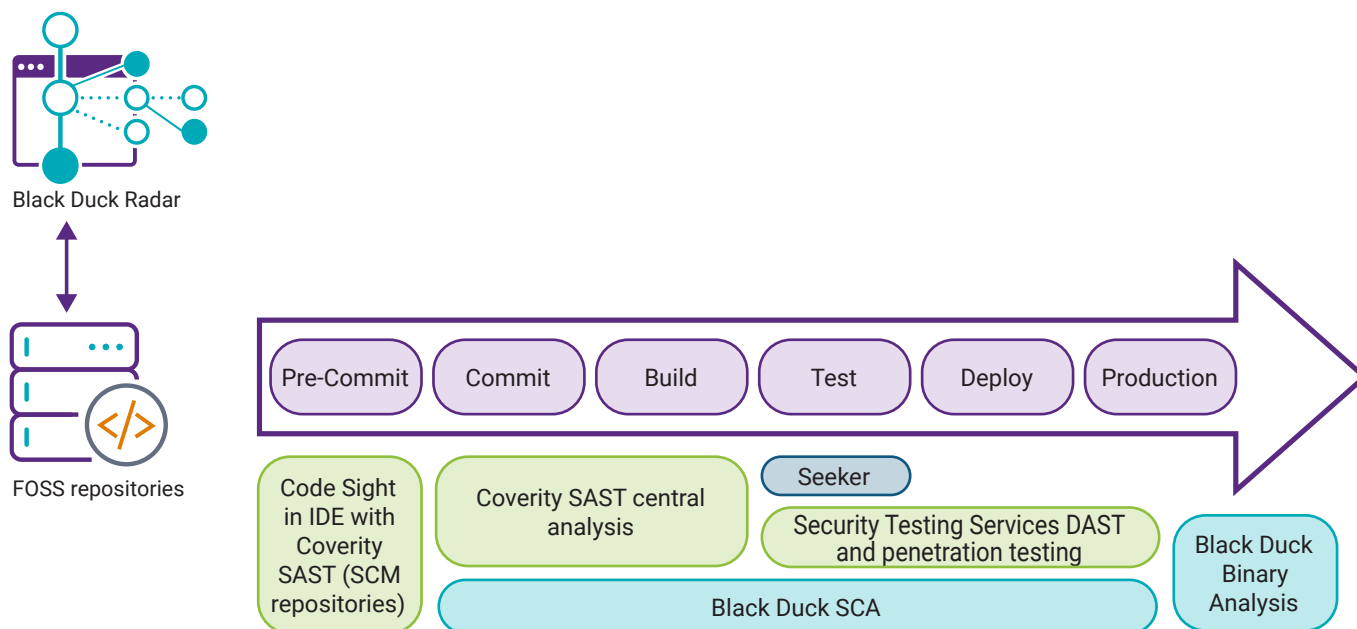 Black Duck Radar
FOSS repositories
</>
Pre-Commit
Commit
Build
Test
Deploy
Production
Code Sight
in IDE with
Coverity
SAST (SCM
repositories)
Coverity SAST central
analysis
Seeker
Security Testing Services DAST
and penetration testing
Black Duck SCA
Black Duck
Binary
Analysis